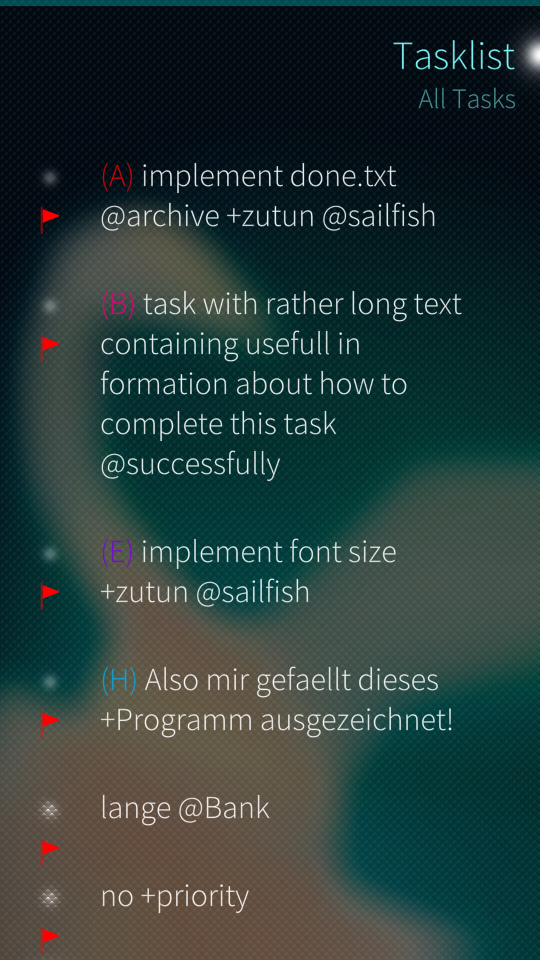 Tasklist
All Tasks
(A) implement done.txt
@archive +zutun @sailfish
(B) task with rather long text
containing usefull in
formation about how to
complete this task
@successfully
(E) implement font size
+zutun @sailfish
(H) Also mir gefaellt dieses
+Programm ausgezeichnet!
lange @Bank
no +priority